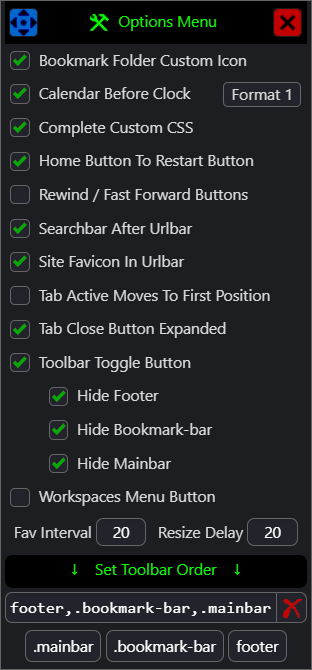 Options Menu
Bookmark Folder Custom Icon
Calendar Before Clock Format 1
Complete Custom CSS
Home Button To Restart Button
Rewind / Fast Forward Buttons
Searchbar After Urlbar
Site Favicon In Urlbar
Tab Active Moves To First Position
Tab Close Button Expanded
Toolbar Toggle Button
Hide Footer
Hide Bookmark-bar
Hide Mainbar
Workspaces Menu Button
Fav Interval 20 Resize Delay 20
↓ Set Toolbar Order ↓
footer,.bookmark-bar,.mainbar
.mainbar .bookmark-bar footer